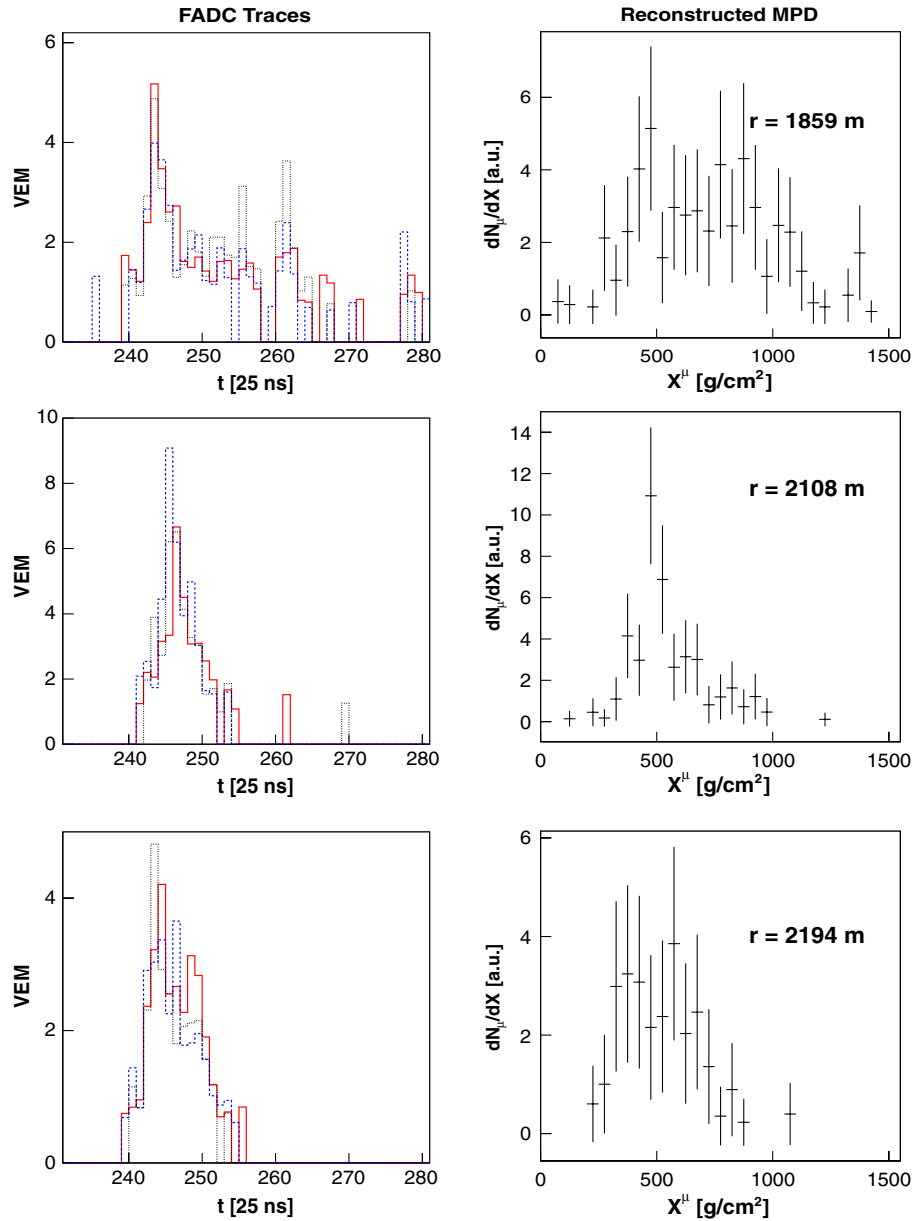 FADC Traces
Reconstructed MPD
6
4
2
0
VEM
240 250 260 270 280
t [25 ns]
6
4
2
0
dNμ/dX [a.u.]
r = 1859 m
0 500 1000 1500
Xμ [g/cm²]
10
8
6
4
2
0
VEM
240 250 260 270 280
t [25 ns]
14
12
10
8
6
4
2
0
dNμ/dX [a.u.]
r = 2108 m
0 500 1000 1500
Xμ [g/cm²]
4
2
0
VEM
240 250 260 270 280
t [25 ns]
6
4
2
0
dNμ/dX [a.u.]
r = 2194 m
0 500 1000 1500
Xμ [g/cm²]